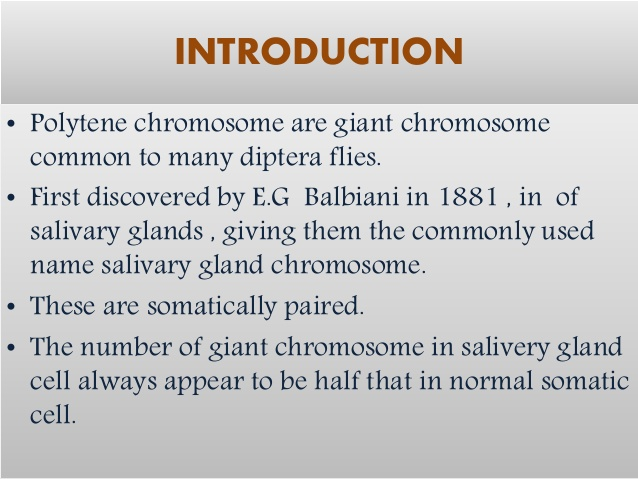 INTRODUCTION
• Polytene chromosome are giant chromosome
common to many diptera flies.
• First discovered by E.G Balbiani in 1881 , in of
salivary glands , giving them the commonly used
name salivary gland chromosome.
• These are somatically paired.
• The number of giant chromosome in salivery gland
cell always appear to be half that in normal somatic
cell.